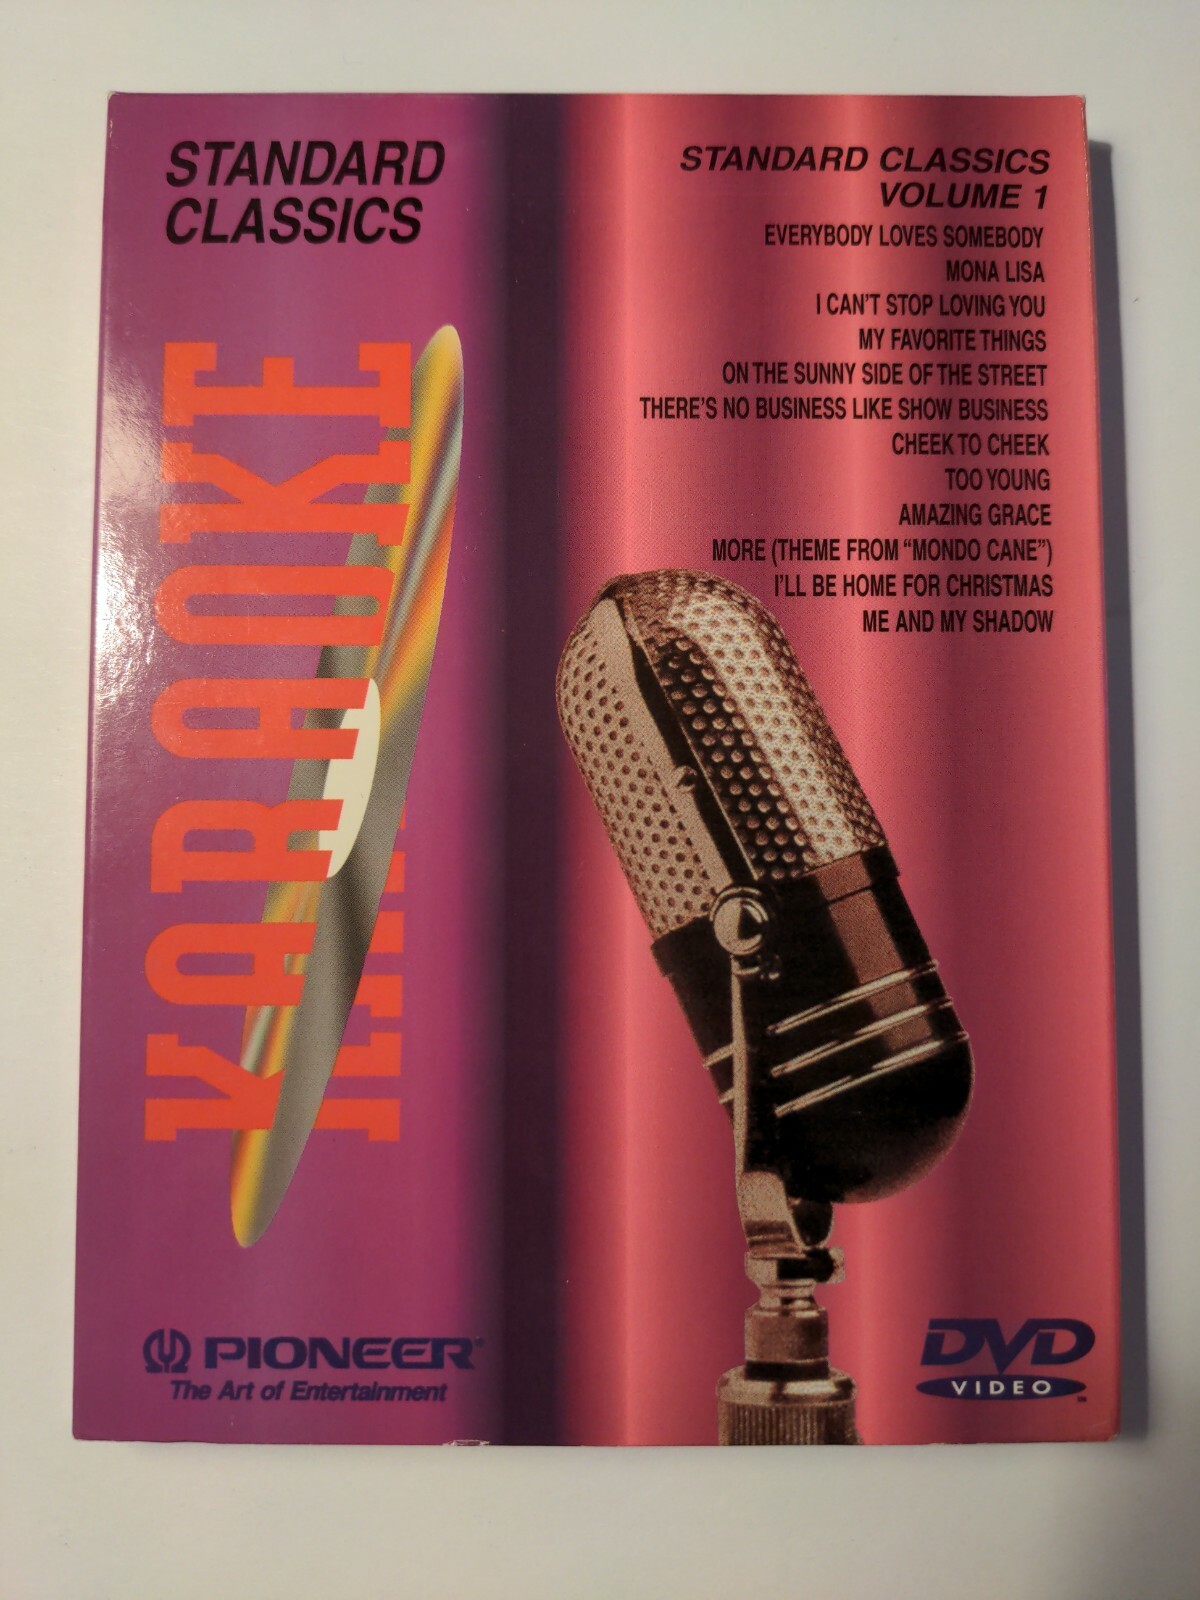 STANDARD
CLASSICS
KARAOKE
STANDARD CLASSICS
VOLUME 1
EVERYBODY LOVES SOMEBODY
MONA LISA
I CAN'T STOP LOVING YOU
MY FAVORITE THINGS
ON THE SUNNY SIDE OF THE STREET
THERE'S NO BUSINESS LIKE SHOW BUSINESS
CHEEK TO CHEEK
TOO YOUNG
AMAZING GRACE
MORE (THEME FROM “MONDO CANE”)
I'LL BE HOME FOR CHRISTMAS
ME AND MY SHADOW
PIONEER®
The Art of Entertainment
DVD
VIDEO™